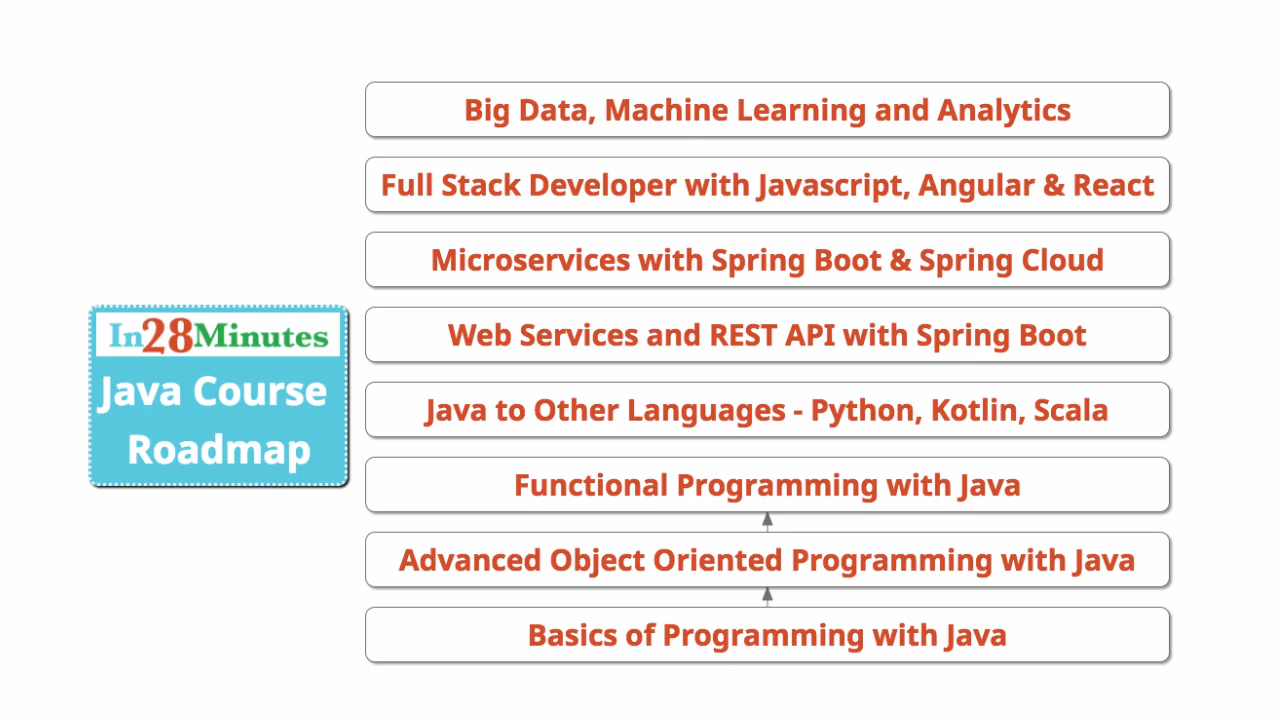 Big Data, Machine Learning and Analytics
Full Stack Developer with Javascript, Angular & React
Microservices with Spring Boot & Spring Cloud
Web Services and REST API with Spring Boot
In28Minutes
Java Course
Roadmap
Java to Other Languages - Python, Kotlin, Scala
Functional Programming with Java
Advanced Object Oriented Programming with Java
Basics of Programming with Java